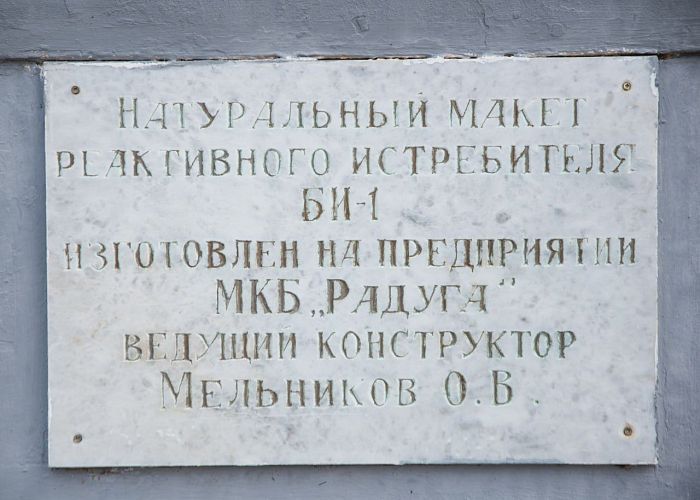 Натуральный макет
реактивного истребителя
БИ-1
изготовлен на предприятии
МКБ „Радуга"
ведущий конструктор
Мельников О.В.